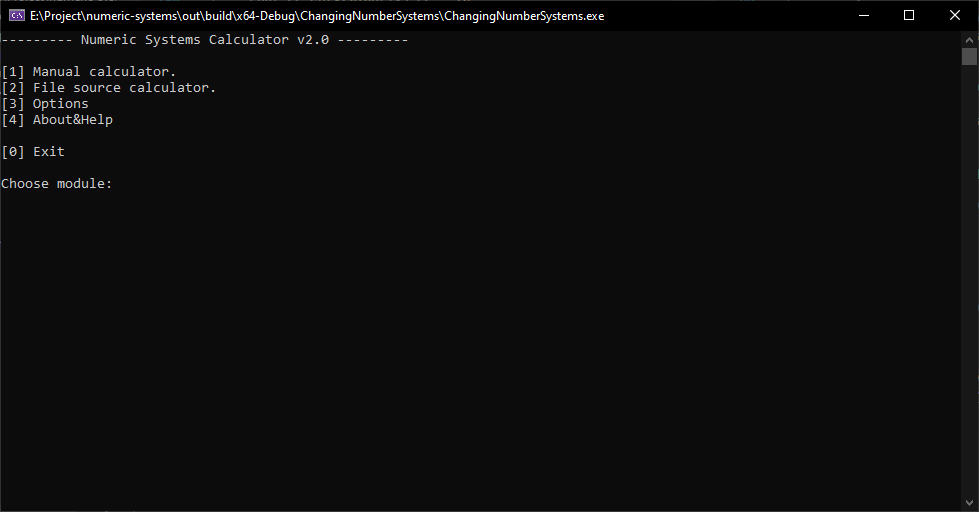 E:\Project\numeric-systems\out\build\x64-Debug\ChangingNumberSystems\ChangingNumberSystems.exe
--------- Numeric Systems Calculator v2.0 ---------
[1] Manual calculator.
[2] File source calculator.
[3] Options
[4] About&Help
[0] Exit
Choose module: